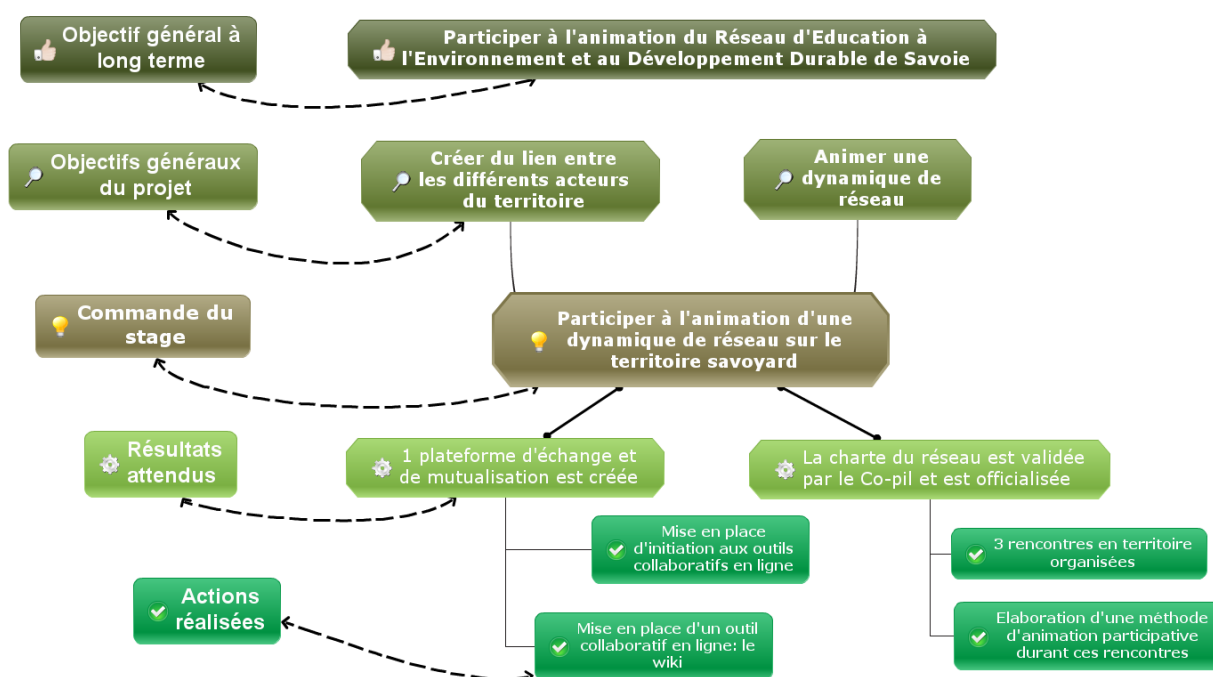 Objectif général à
long terme
Participer à l'animation du Réseau d'Education à
l'Environnement et au Développement Durable de Savoie
Objectifs généraux
du projet
Créer du lien entre
les différents acteurs
du territoire
Animer une
dynamique de
réseau
Commande du
stage
Participer à l'animation d'une
dynamique de réseau sur le
territoire savoyard
Résultats
attendus
1 plateforme d'échange et
de mutualisation est créée
La charte du réseau est validée
par le Co-pil et est officialisée
Mise en place
d'initiation aux outils
collaboratifs en ligne
3 rencontres en territoire
organisées
Actions
réalisées
Mise en place d'un outil
collaboratif en ligne: le
wiki
Elaboration d'une méthode
d'animation participative
durant ces rencontres